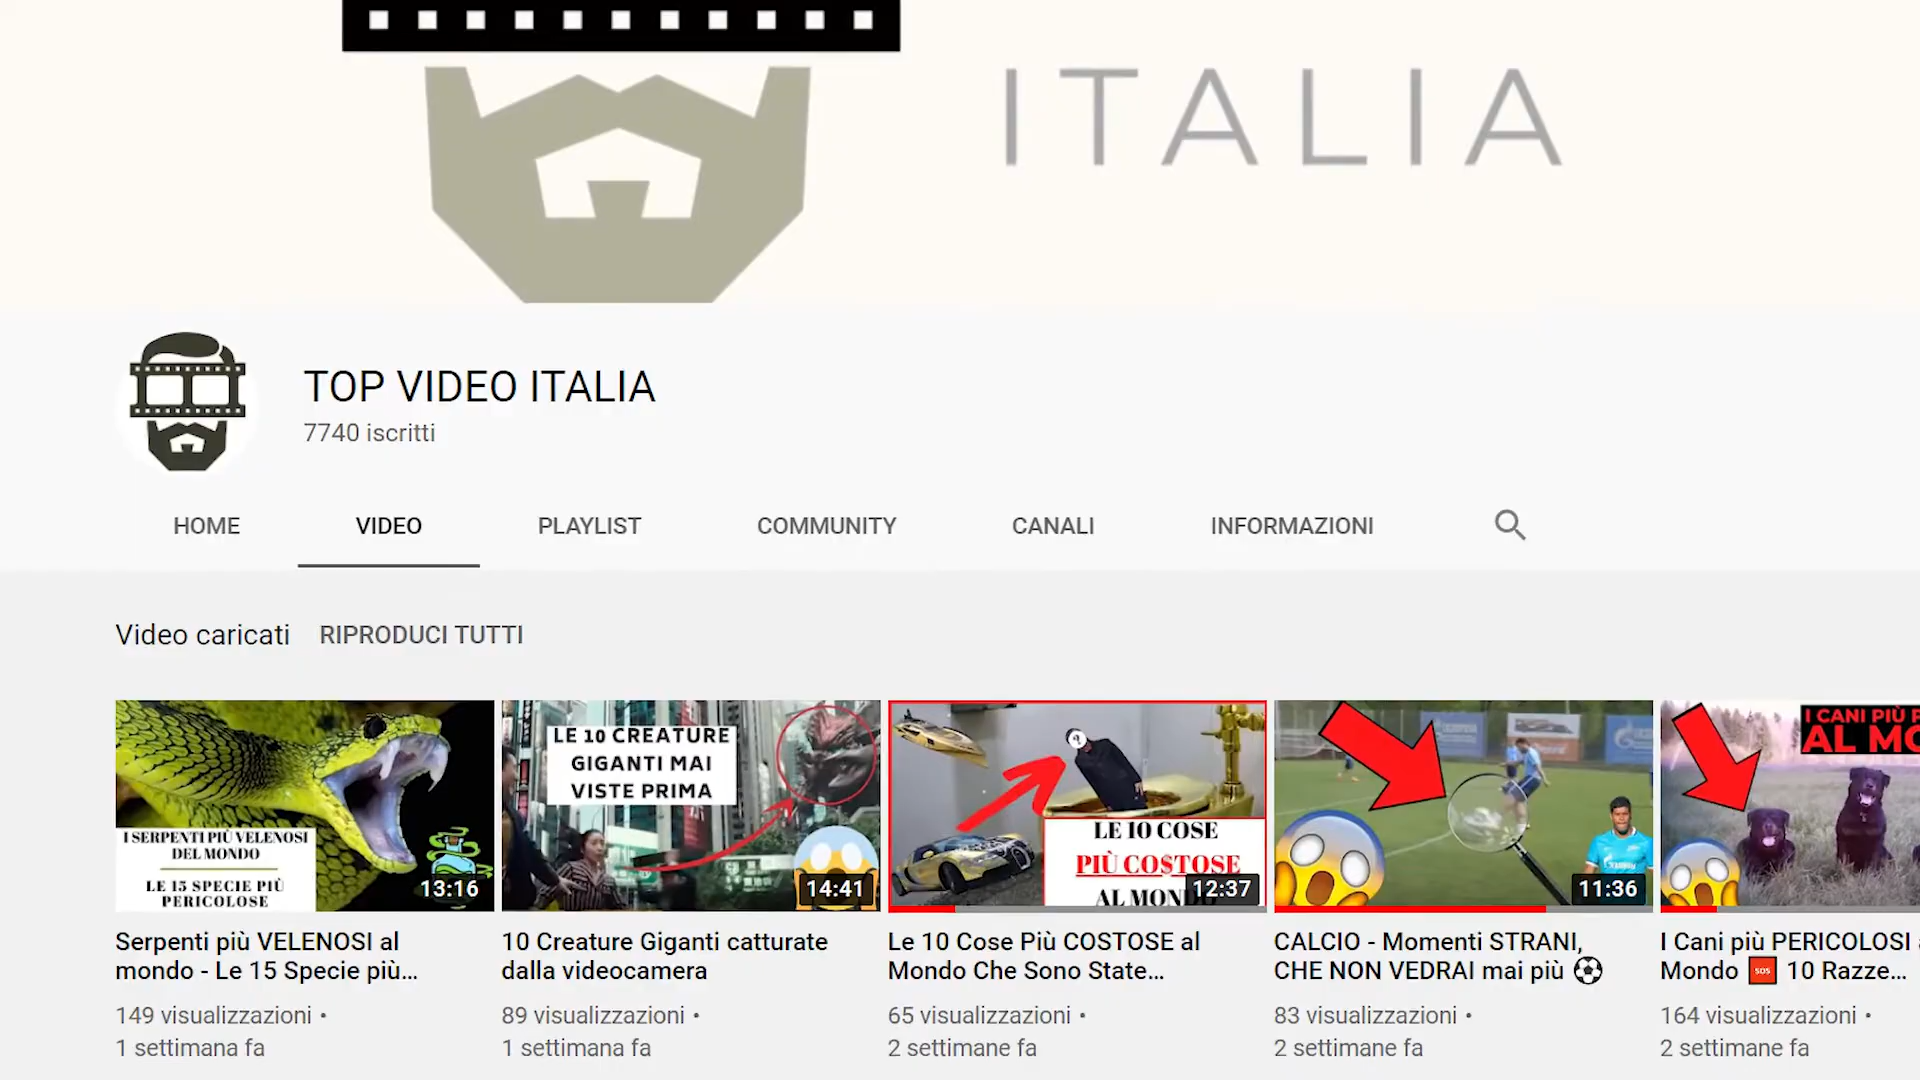 ITALIA
TOP VIDEO ITALIA
7740 iscritti
HOME
VIDEO
PLAYLIST
COMMUNITY
CANALI
INFORMAZIONI
Video caricati
RIPRODUCI TUTTI
I SERPENTI PIÙ VELENOSI
DEL MONDO
LE 15 SPECIE PIÙ
PERICOLOSE
13:16
LE 10 CREATURE
GIGANTI MAI
VISTE PRIMA
14:41
LE 10 COSE
PIÙ COSTOSE
AL MONDO
12:37
11:36
I CANI PIÙ
AL
Serpenti più VELENOSI al
mondo - Le 15 Specie più...
149 visualizzazioni •
1 settimana fa
10 Creature Giganti catturate
dalla videocamera
89 visualizzazioni •
1 settimana fa
Le 10 Cose Più COSTOSE al
Mondo Che Sono State...
65 visualizzazioni •
2 settimane fa
CALCIO - Momenti STRANI,
CHE NON VEDRAI mai più ⚽
83 visualizzazioni •
2 settimane fa
I Cani più PERICOLOSI
Mondo 🆘 10 Razze...
164 visualizzazioni •
2 settimane fa